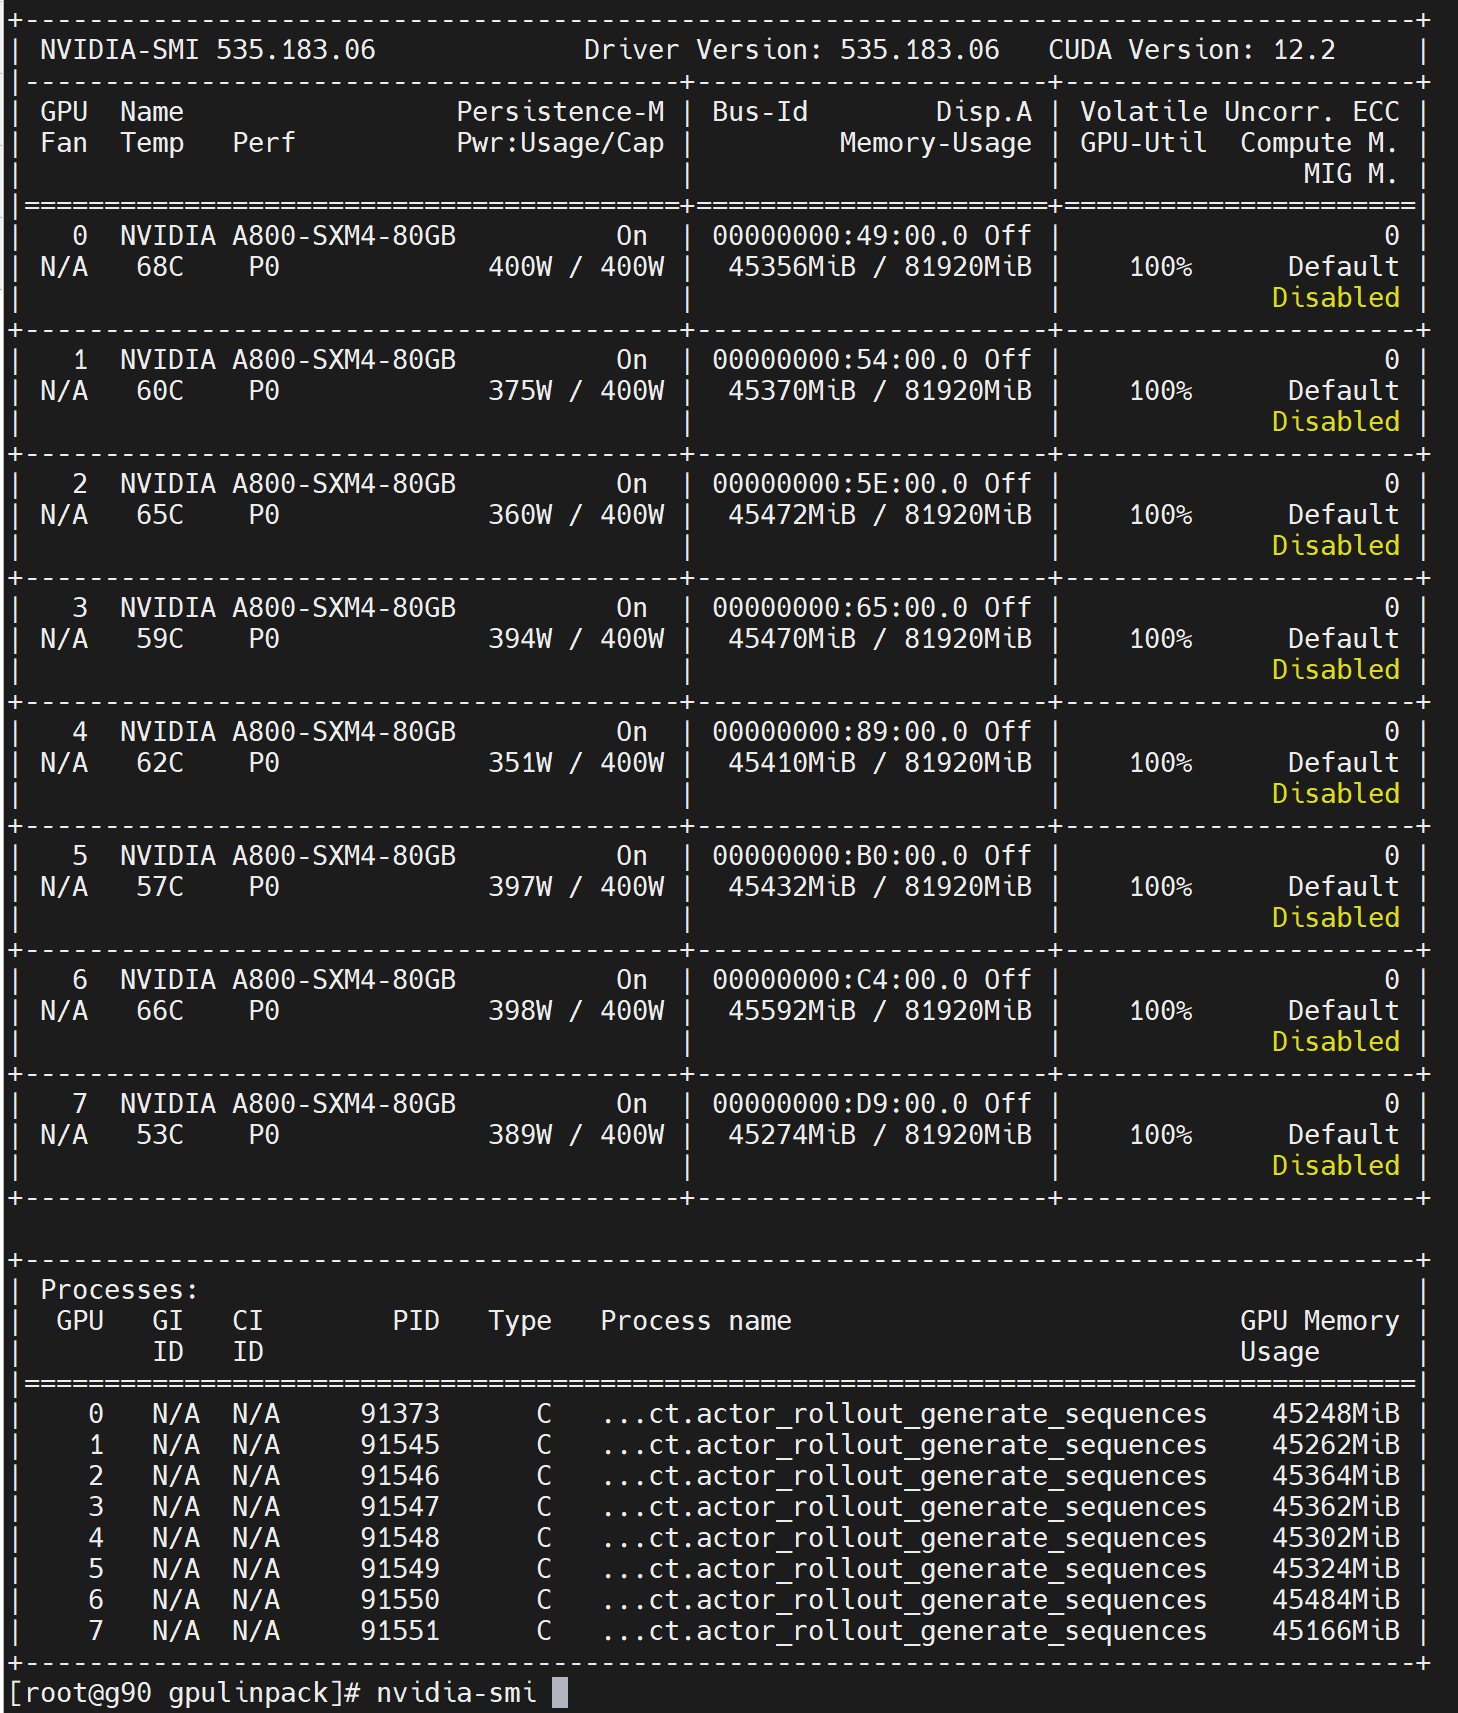 +---------------------------------------------------------------------------------------+
| NVIDIA-SMI 535.183.06             Driver Version: 535.183.06   CUDA Version: 12.2     |
|-----------------------------------------+----------------------+----------------------+
| GPU  Name                 Persistence-M | Bus-Id        Disp.A | Volatile Uncorr. ECC |
| Fan  Temp   Perf          Pwr:Usage/Cap |         Memory-Usage | GPU-Util  Compute M. |
|                                         |                      |               MIG M. |
|=========================================+======================+======================|
|   0  NVIDIA A800-SXM4-80GB          On  | 00000000:49:00.0 Off |                    0 |
| N/A   68C    P0             400W / 400W |  45356MiB / 81920MiB |    100%      Default |
|                                         |                      |             Disabled |
+-----------------------------------------+----------------------+----------------------+
|   1  NVIDIA A800-SXM4-80GB          On  | 00000000:54:00.0 Off |                    0 |
| N/A   60C    P0             375W / 400W |  45370MiB / 81920MiB |    100%      Default |
|                                         |                      |             Disabled |
+-----------------------------------------+----------------------+----------------------+
|   2  NVIDIA A800-SXM4-80GB          On  | 00000000:5E:00.0 Off |                    0 |
| N/A   65C    P0             360W / 400W |  45472MiB / 81920MiB |    100%      Default |
|                                         |                      |             Disabled |
+-----------------------------------------+----------------------+----------------------+
|   3  NVIDIA A800-SXM4-80GB          On  | 00000000:65:00.0 Off |                    0 |
| N/A   59C    P0             394W / 400W |  45470MiB / 81920MiB |    100%      Default |
|                                         |                      |             Disabled |
+-----------------------------------------+----------------------+----------------------+
|   4  NVIDIA A800-SXM4-80GB          On  | 00000000:89:00.0 Off |                    0 |
| N/A   62C    P0             351W / 400W |  45410MiB / 81920MiB |    100%      Default |
|                                         |                      |             Disabled |
+-----------------------------------------+----------------------+----------------------+
|   5  NVIDIA A800-SXM4-80GB          On  | 00000000:B0:00.0 Off |                    0 |
| N/A   57C    P0             397W / 400W |  45432MiB / 81920MiB |    100%      Default |
|                                         |                      |             Disabled |
+-----------------------------------------+----------------------+----------------------+
|   6  NVIDIA A800-SXM4-80GB          On  | 00000000:C4:00.0 Off |                    0 |
| N/A   66C    P0             398W / 400W |  45592MiB / 81920MiB |    100%      Default |
|                                         |                      |             Disabled |
+-----------------------------------------+----------------------+----------------------+
|   7  NVIDIA A800-SXM4-80GB          On  | 00000000:D9:00.0 Off |                    0 |
| N/A   53C    P0             389W / 400W |  45274MiB / 81920MiB |    100%      Default |
|                                         |                      |             Disabled |
+-----------------------------------------+----------------------+----------------------+

+---------------------------------------------------------------------------------------+
| Processes:                                                                            |
|  GPU   GI   CI        PID   Type   Process name                            GPU Memory |
|        ID   ID                                                             Usage      |
|=======================================================================================|
|    0   N/A  N/A     91373      C   ...ct.actor_rollout_generate_sequences    45248MiB |
|    1   N/A  N/A     91545      C   ...ct.actor_rollout_generate_sequences    45262MiB |
|    2   N/A  N/A     91546      C   ...ct.actor_rollout_generate_sequences    45364MiB |
|    3   N/A  N/A     91547      C   ...ct.actor_rollout_generate_sequences    45362MiB |
|    4   N/A  N/A     91548      C   ...ct.actor_rollout_generate_sequences    45302MiB |
|    5   N/A  N/A     91549      C   ...ct.actor_rollout_generate_sequences    45324MiB |
|    6   N/A  N/A     91550      C   ...ct.actor_rollout_generate_sequences    45484MiB |
|    7   N/A  N/A     91551      C   ...ct.actor_rollout_generate_sequences    45166MiB |
+---------------------------------------------------------------------------------------+
[root@g90 gpulinpack]# nvidia-smi